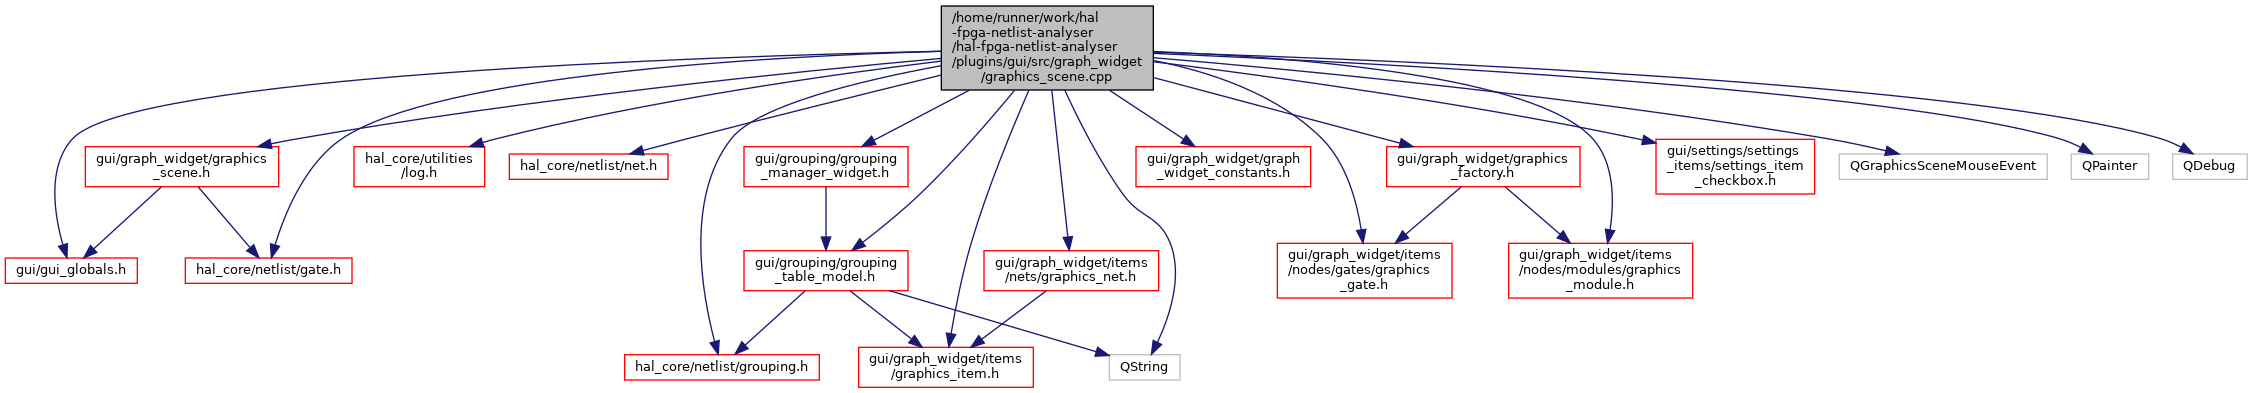 /home/runner/work/hal
-fpga-netlist-analyser
/hal-fpga-netlist-analyser
/plugins/gui/src/graph_widget
/graphics_scene.cpp
gui/graph_widget/graphics
_scene.h
hal_core/utilities
/log.h
hal_core/netlist/net.h
gui/grouping/grouping
_manager_widget.h
gui/graph_widget/graph
_widget_constants.h
gui/graph_widget/graphics
_factory.h
gui/settings/settings
_items/settings_item
_checkbox.h
QGraphicsSceneMouseEvent
QPainter
QDebug
gui/gui_globals.h
hal_core/netlist/gate.h
gui/grouping/grouping
_table_model.h
gui/graph_widget/items
/nets/graphics_net.h
gui/graph_widget/items
/nodes/gates/graphics
_gate.h
gui/graph_widget/items
/nodes/modules/graphics
_module.h
hal_core/netlist/grouping.h
gui/graph_widget/items
/graphics_item.h
QString